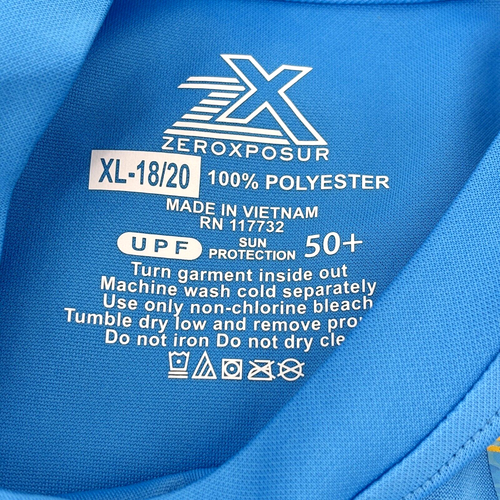 ZX
ZEROXPOSUR
XL-18/20 100% POLYESTER
MADE IN VIETNAM
RN 117732
UPF SUN PROTECTION 50+
Turn garment inside out
Machine wash cold separately
Use only non-chlorine bleach
Tumble dry low and remove
Do not iron Do not dry